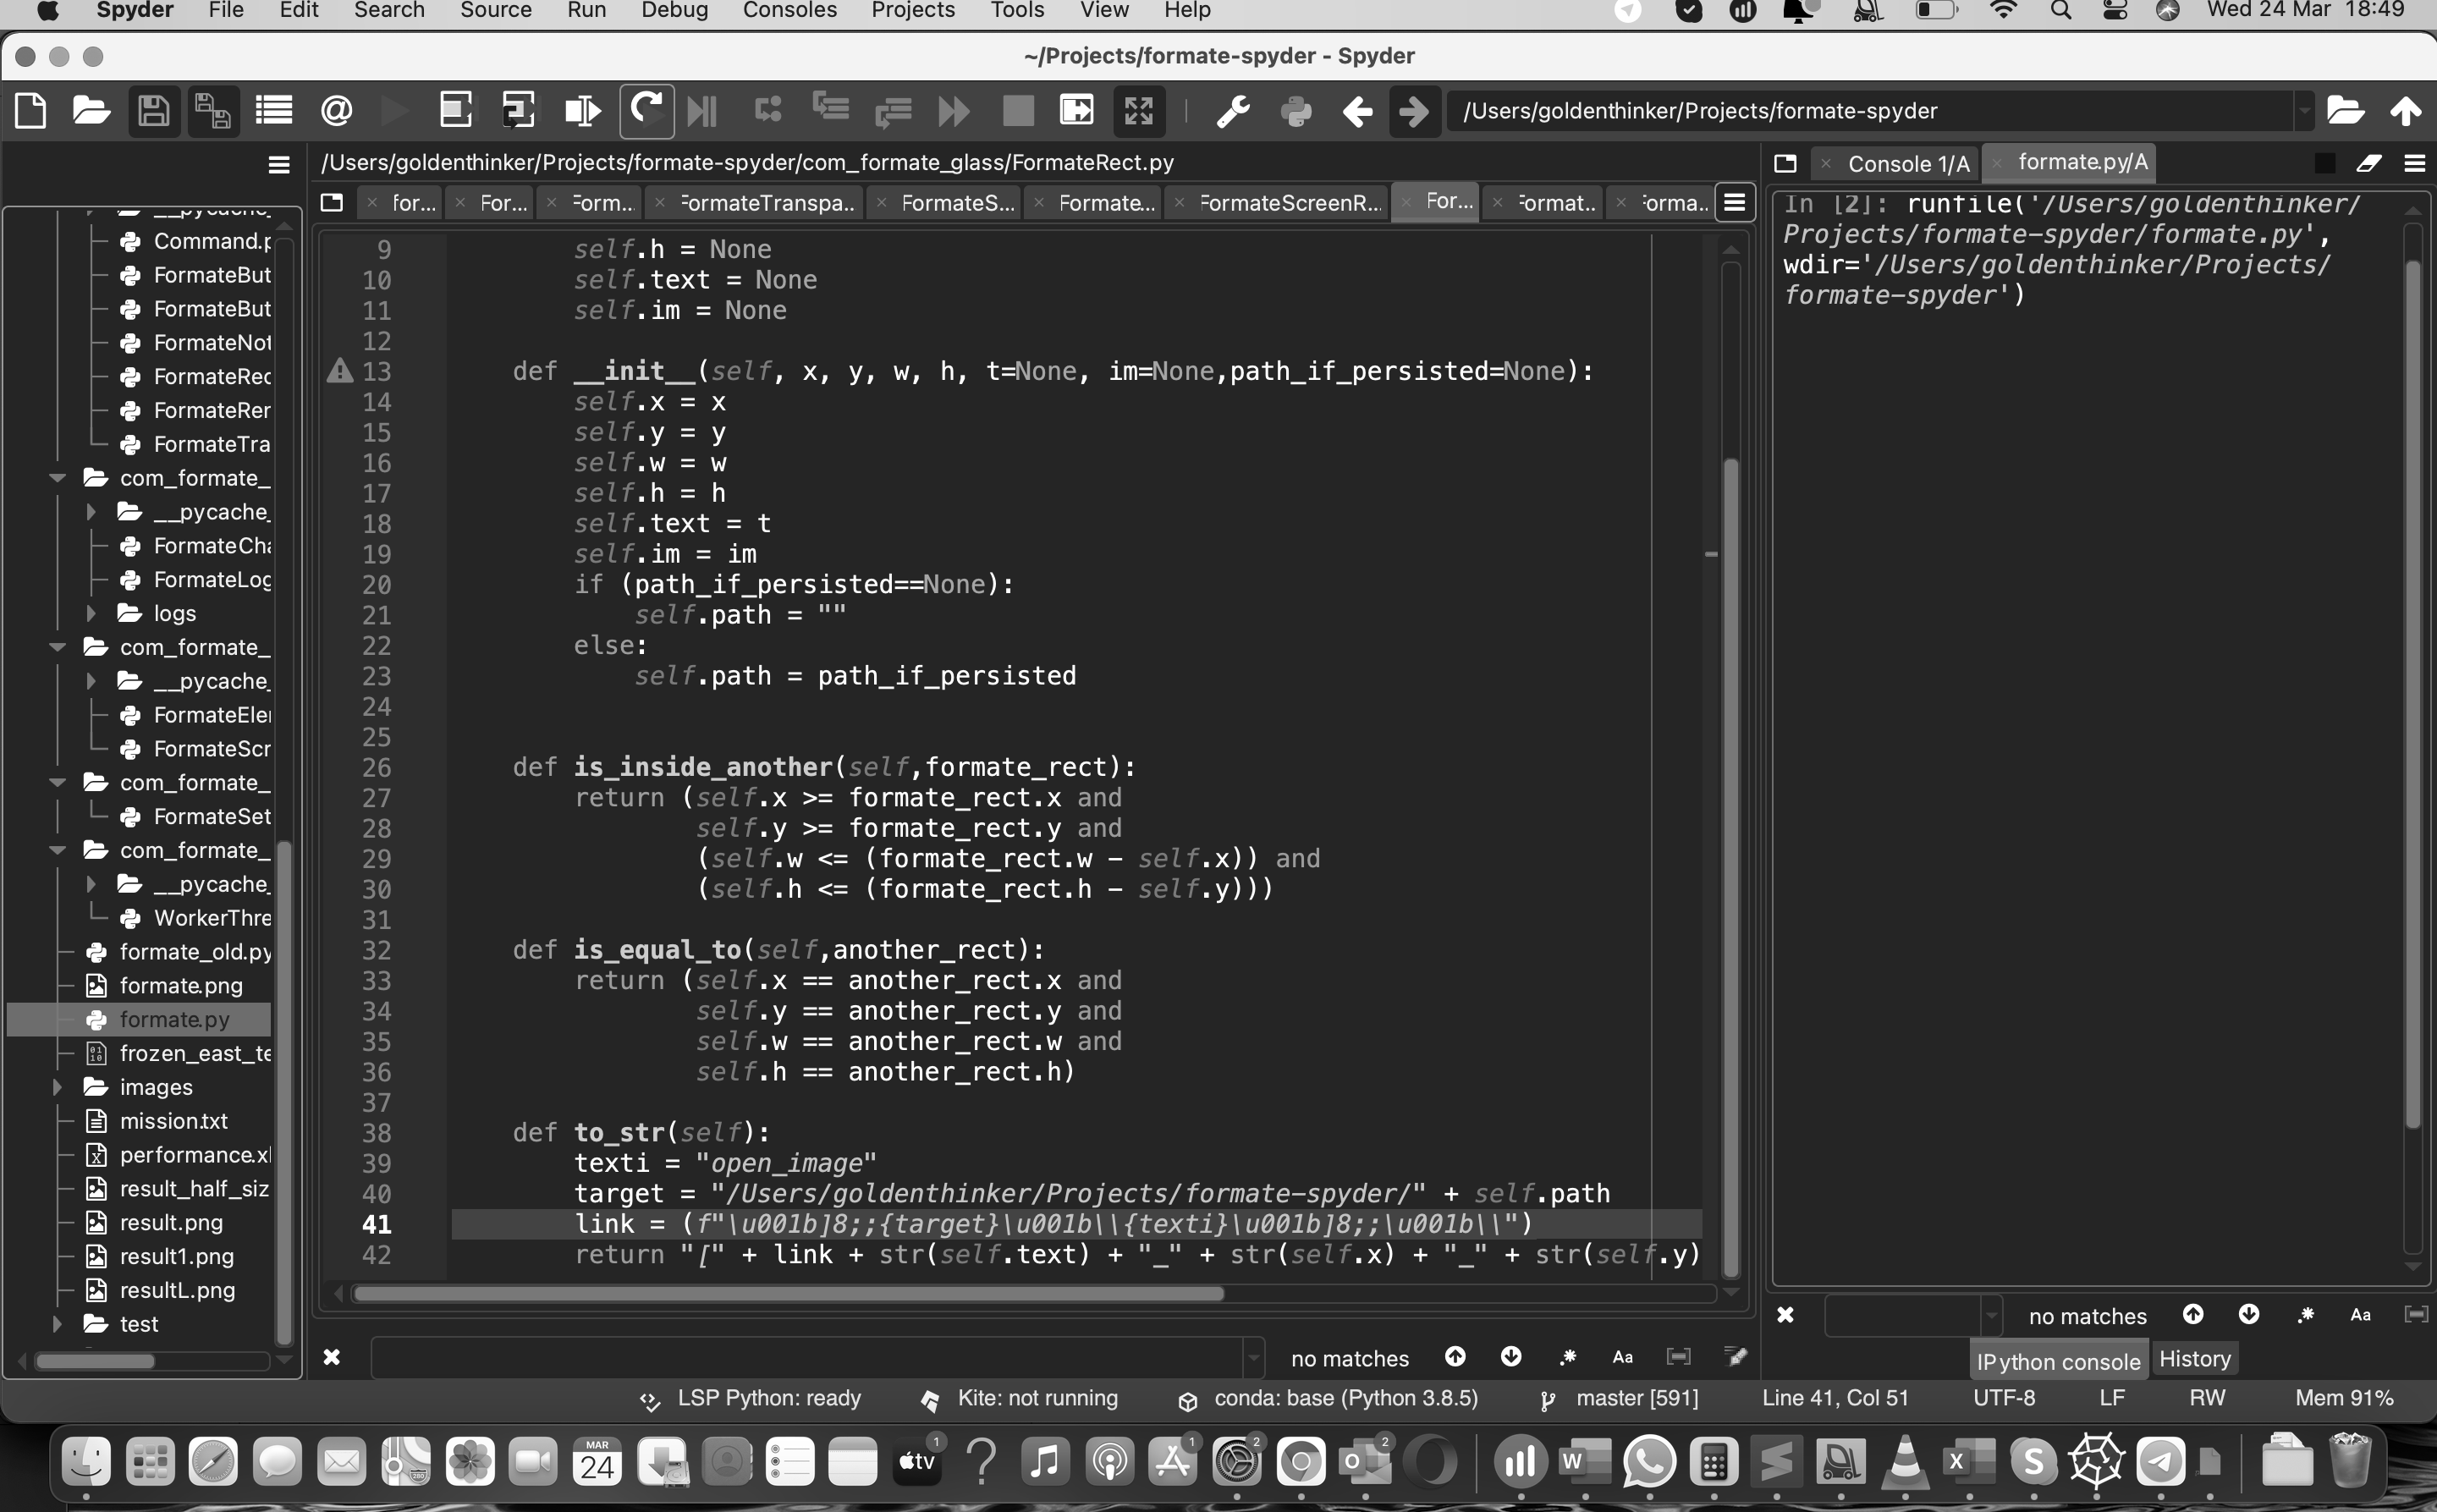 Spyder File Edit Search Source Run Debug Consoles Projects Tools View Help Wed 24 Mar 18:49
~/Projects/formate-spyder - Spyder
/Users/goldenthinker/Projects/formate-spyder
/Users/goldenthinker/Projects/formate-spyder/com_formate_glass/FormateRect.py
for... For... Form... FormateTranspa.. FormateS... Formate... FormateScreenR... For... Format.. Forma..
__pycache_
Command.p
FormateBut
FormateBut
FormateNot
FormateRec
FormateRer
FormateTra
com_formate_
__pycache_
FormateCha
FormateLog
logs
com_formate_
__pycache_
FormateEler
FormateScr
com_formate_
FormateSet
com_formate_
__pycache_
WorkerThre
formate_old.py
formate.png
formate.py
frozen_east_te
images
mission.txt
performance.xl
result_half_siz
result.png
result1.png
resultL.png
test
9 self.h = None
10 self.text = None
11 self.im = None
12
13 def __init__(self, x, y, w, h, t=None, im=None,path_if_persisted=None):
14 self.x = x
15 self.y = y
16 self.w = w
17 self.h = h
18 self.text = t
19 self.im = im
20 if (path_if_persisted==None):
21 self.path = ""
22 else:
23 self.path = path_if_persisted
24
25
26 def is_inside_another(self,formate_rect):
27 return (self.x >= formate_rect.x and
28 self.y >= formate_rect.y and
29 (self.w <= (formate_rect.w - self.x)) and
30 (self.h <= (formate_rect.h - self.y)))
31
32 def is_equal_to(self,another_rect):
33 return (self.x == another_rect.x and
34 self.y == another_rect.y and
35 self.w == another_rect.w and
36 self.h == another_rect.h)
37
38 def to_str(self):
39 texti = "open_image"
40 target = "/Users/goldenthinker/Projects/formate-spyder/" + self.path
41 link = (f"\u001b]8;;{target}\u001b\\{texti}\u001b]8;;\u001b\\")
42 return "[" + link + str(self.text) + "_" + str(self.x) + "_" + str(self.y)
no matches Aa
Console 1/A formate.py/A
In [2]: runfile('/Users/goldenthinker/
Projects/formate-spyder/formate.py',
wdir='/Users/goldenthinker/Projects/
formate-spyder')
no matches Aa
IPython console History
LSP Python: ready Kite: not running conda: base (Python 3.8.5) master [591] Line 41, Col 51 UTF-8 LF RW Mem 91%
MAR
24
280
tv
1
1
2
2
O
W
X
S